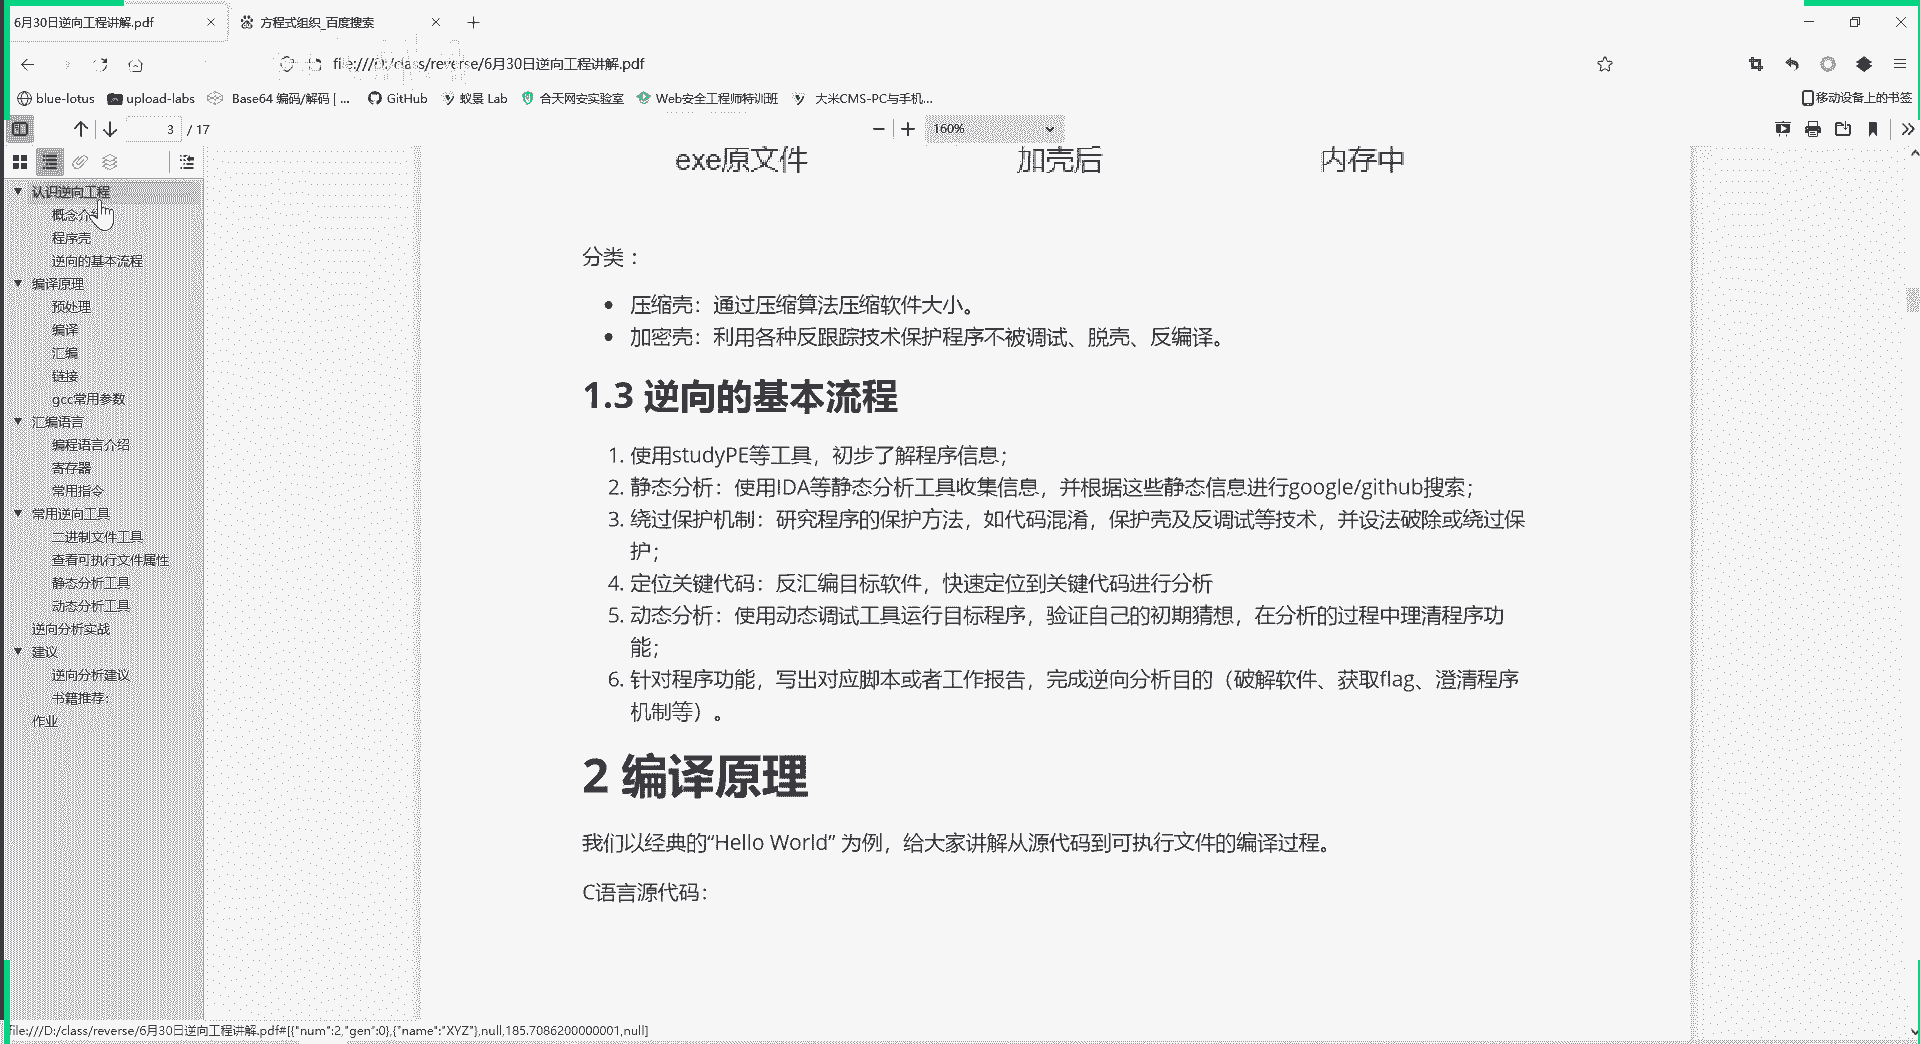 6月30日逆向工程讲解.pdf
方程式组织_百度搜索
file:///D:/class/reverse/6月30日逆向工程讲解.pdf
blue-lotus
upload-labs
Base64 编码/解码 [ ...
GitHub
蚁景 Lab
合天网安实验室
Web安全工程师特训班
大米CMS-PC与手机...
移动设备上的书签
3 / 17
160%
认识逆向工程
概念介绍
程序壳
逆向的基本流程
编译原理
预处理
编译
汇编
链接
gcc常用参数
汇编语言
编程语言介绍
寄存器
常用指令
常用逆向工具
二进制文件工具
查看可执行文件属性
静态分析工具
动态分析工具
逆向分析实战
建议
逆向分析建议
书籍推荐:
作业
exe原文件 加壳后 内存中
分类：
压缩壳：通过压缩算法压缩软件大小。
加密壳：利用各种反跟踪技术保护程序不被调试、脱壳、反编译。
1.3 逆向的基本流程
1. 使用studyPE等工具，初步了解程序信息；
2. 静态分析：使用IDA等静态分析工具收集信息，并根据这些静态信息进行google/github搜索；
3. 绕过保护机制：研究程序的保护方法，如代码混淆，保护壳及反调试等技术，并设法破除或绕过保
护；
4. 定位关键代码：反汇编目标软件，快速定位到关键代码进行分析
5. 动态分析：使用动态调试工具运行目标程序，验证自己的初期猜想，在分析的过程中理清程序功
能；
6. 针对程序功能，写出对应脚本或者工作报告，完成逆向分析目的（破解软件、获取flag、澄清程序
机制等）。
2 编译原理
我们以经典的“Hello World” 为例，给大家讲解从源代码到可执行文件的编译过程。
C语言源代码：
file:///D:/class/reverse/6月30日逆向工程讲解.pdf#[{"num":2,"gen":0},{"name":"XYZ"},null,185.7086200000001,null]